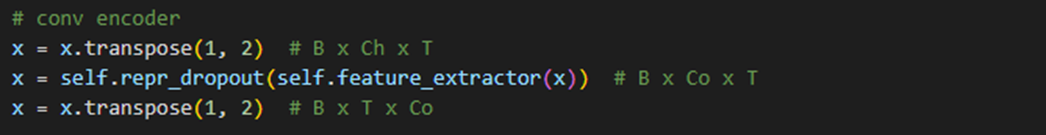 # conv encoder
x = x.transpose(1, 2)  # B x Ch x T
x = self.repr_dropout(self.feature_extractor(x))  # B x Co x T
x = x.transpose(1, 2)  # B x T x Co